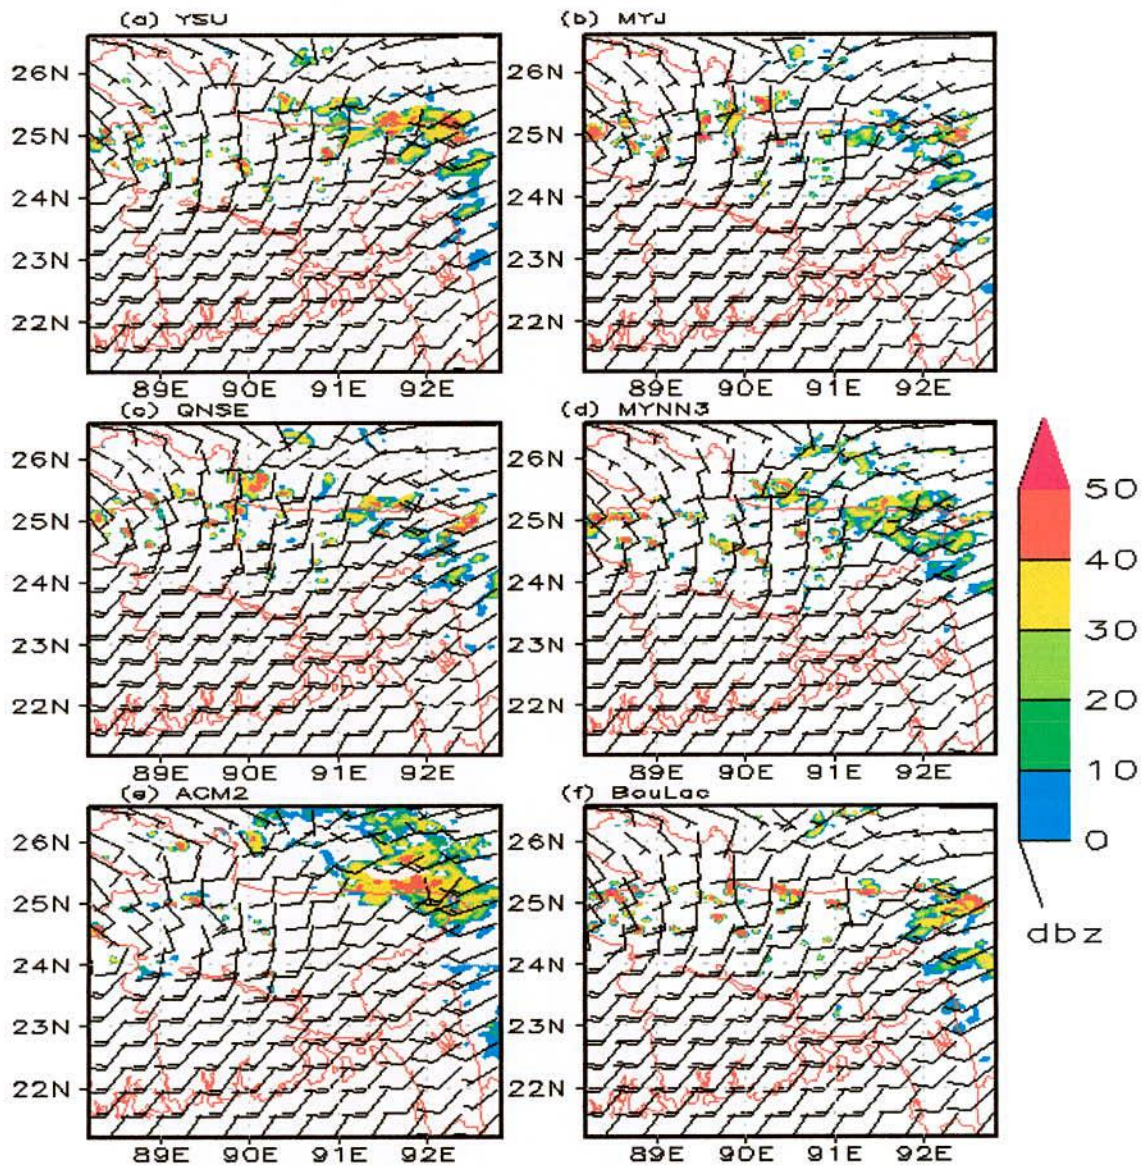 (a) YSU
26N
25N
24N
23N
22N
89E 90E 91E 92E
(b) MYJ
26N
25N
24N
23N
22N
89E 90E 91E 92E
(c) QNSE
26N
25N
24N
23N
22N
89E 90E 91E 92E
(d) MYNN3
26N
25N
24N
23N
22N
89E 90E 91E 92E
(e) ACM2
26N
25N
24N
23N
22N
89E 90E 91E 92E
(f) BouLac
26N
25N
24N
23N
22N
89E 90E 91E 92E
50
40
30
20
10
0
dbz